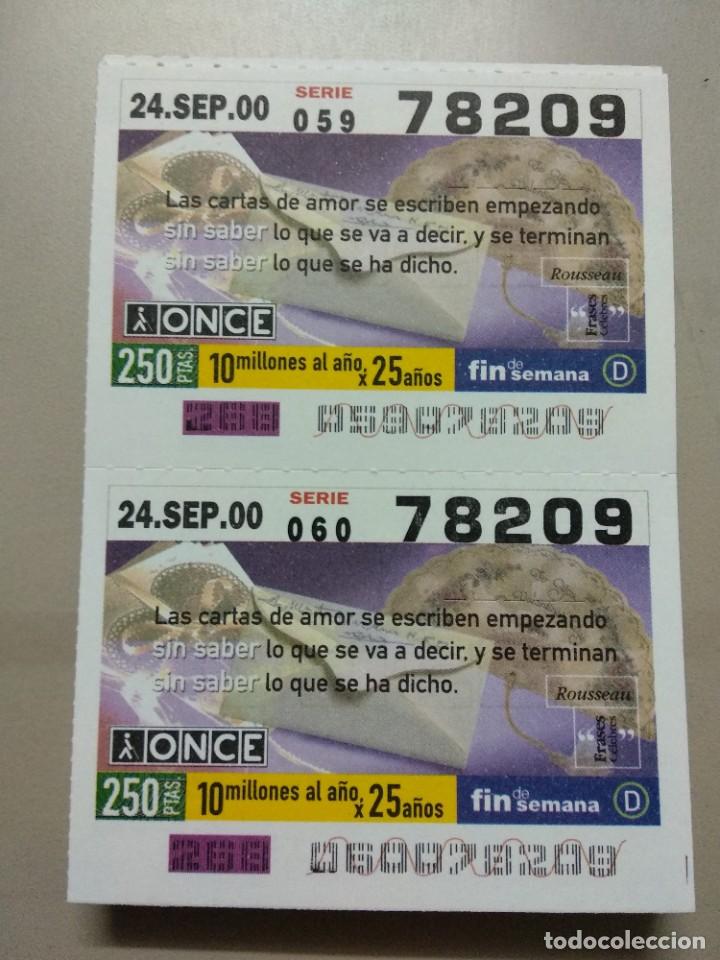 24.SEP.00 SERIE 059 78209
Las cartas de amor se escriben empezando
sin saber lo que se va a decir, y se terminan
sin saber lo que se ha dicho.
Rousseau
“Frases Célebres”
ONCE
250 PTAS. 10 millones al año, x 25 años fin de semana D
059078209
24.SEP.00 SERIE 060 78209
Las cartas de amor se escriben empezando
sin saber lo que se va a decir, y se terminan
sin saber lo que se ha dicho.
Rousseau
“Frases Célebres”
ONCE
250 PTAS. 10 millones al año, x 25 años fin de semana D
060078209
todocoleccion